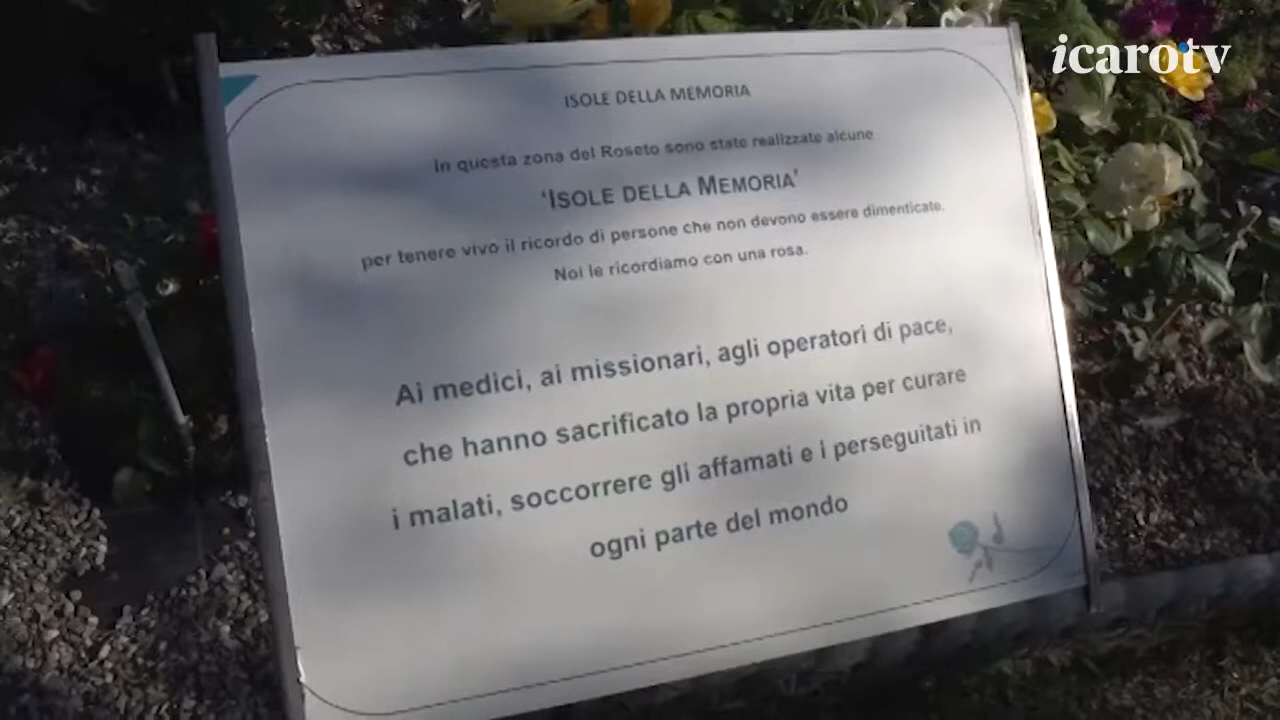 icarotv
ISOLE DELLA MEMORIA
In questa zona del Roseto sono state realizzate alcune
'ISOLE DELLA MEMORIA'
per tenere vivo il ricordo di persone che non devono essere dimenticate.
Noi le ricordiamo con una rosa.
Ai medici, ai missionari, agli operatori di pace,
che hanno sacrificato la propria vita per curare
i malati, soccorrere gli affamati e i perseguitati in
ogni parte del mondo